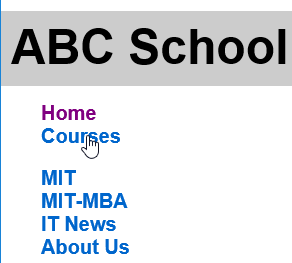 ABC School
Home
Courses
MIT
MIT-MBA
IT News
About Us